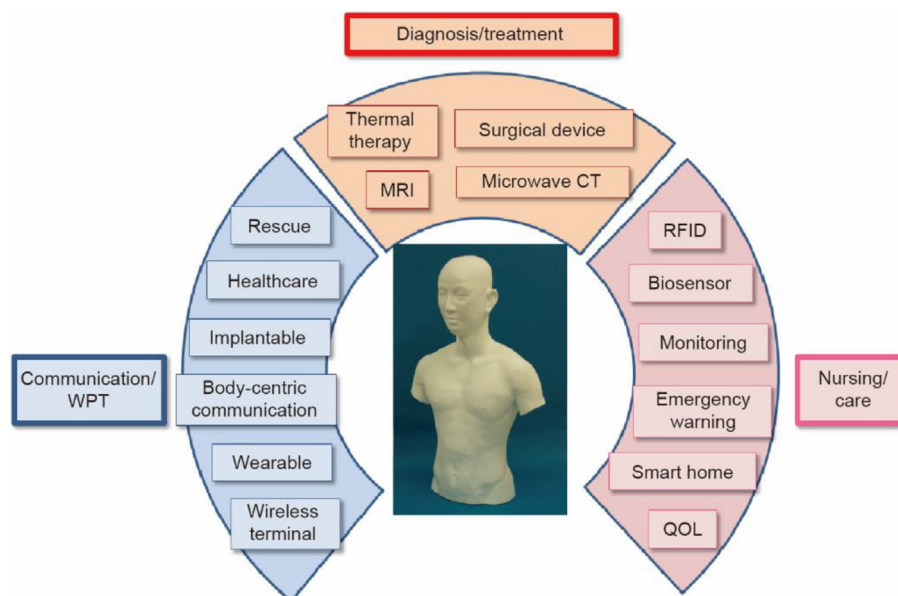 Diagnosis/treatment
Thermal
therapy
Surgical device
MRI
Microwave CT
Rescue
Healthcare
Implantable
Body-centric
communication
Wearable
Wireless
terminal
Communication/
WPT
RFID
Biosensor
Monitoring
Emergency
warning
Smart home
QOL
Nursing/
care